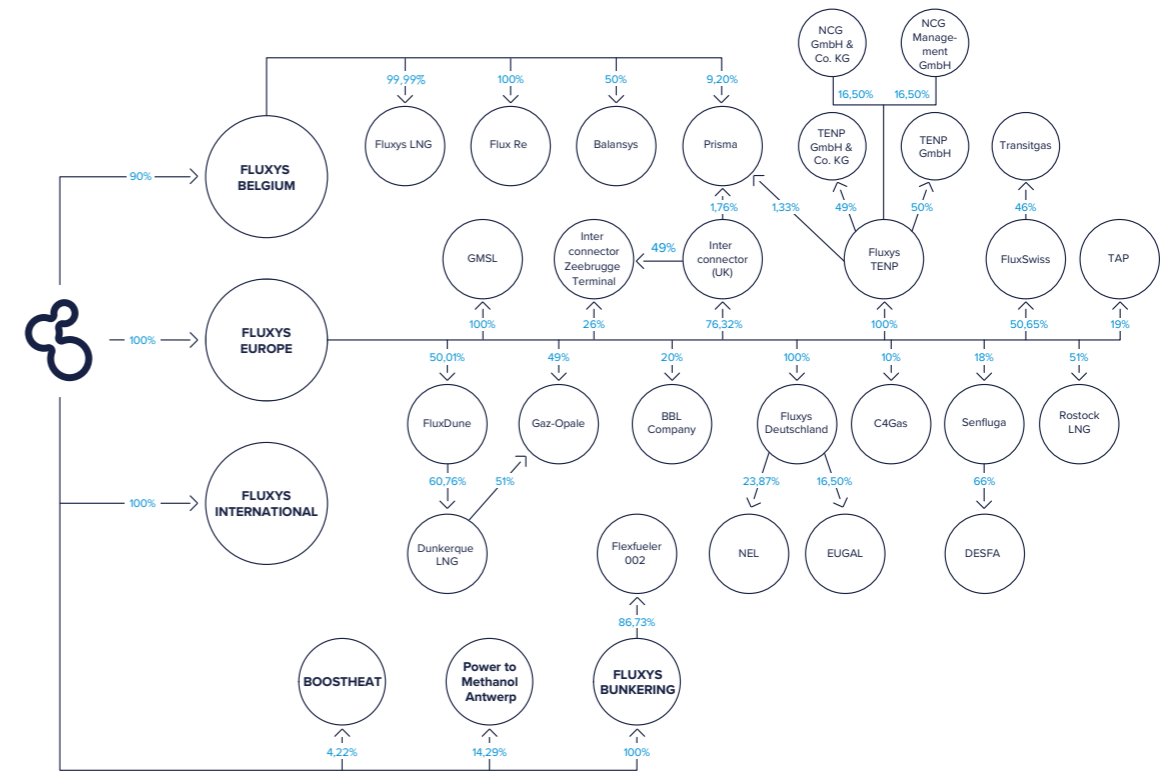 NCG
GmbH &
Co. KG
NCG
Manage-
ment
GmbH
99,99%
100%
50%
9,20%
16,50%
16,50%
Fluxys LNG
Flux Re
Balansys
Prisma
TENP
GmbH &
Co. KG
TENP
GmbH
Transitgas
90%
FLUXYS
BELGIUM
1,76%
1,33%
49%
50%
46%
GMSL
Inter
connector
Zeebrugge
Terminal
49%
Inter
connector
(UK)
Fluxys
TENP
FluxSwiss
TAP
100%
26%
76,32%
100%
50,65%
19%
100%
FLUXYS
EUROPE
50,01%
49%
20%
100%
10%
18%
51%
FluxDune
Gaz-Opale
BBL
Company
Fluxys
Deutschland
C4Gas
Senfluga
Rostock
LNG
60,76%
51%
23,87%
16,50%
66%
100%
FLUXYS
INTERNATIONAL
Dunkerque
LNG
Flexfueler
002
NEL
EUGAL
DESFA
86,73%
BOOSTHEAT
Power to
Methanol
Antwerp
FLUXYS
BUNKERING
4,22%
14,29%
100%